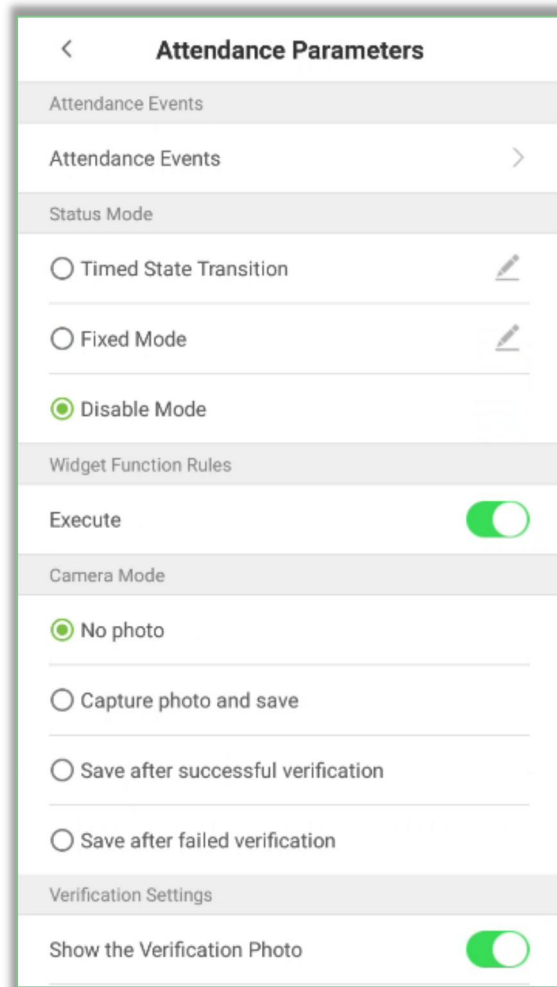 Attendance Parameters
Attendance Events
Attendance Events
Status Mode
Timed State Transition
Fixed Mode
Disable Mode
Widget Function Rules
Execute
Camera Mode
No photo
Capture photo and save
Save after successful verification
Save after failed verification
Verification Settings
Show the Verification Photo